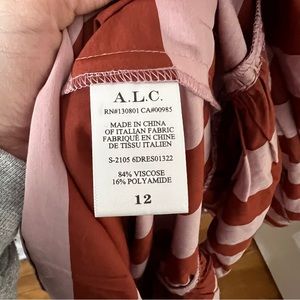 A.L.C.
RN#130801 CA#00985
MADE IN CHINA
OF ITALIAN FABRIC
FABRIQUÉ EN CHINE
DE TISSU ITALIEN
S-2105 6DRES01322
84% VISCOSE
16% POLYAMIDE
12